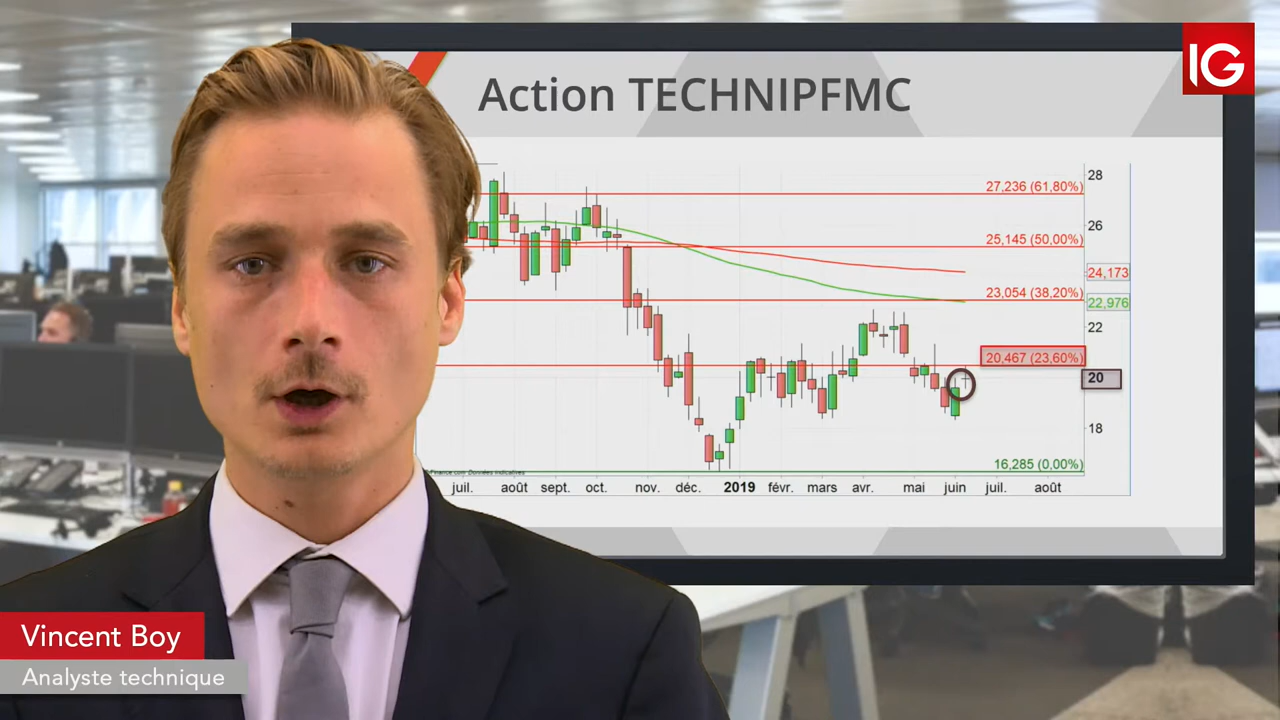 IG
Action TECHNIPFMC
28
27,236 (61,80%)
26
25,145 (50,00%)
24,173
23,054 (38,20%)
22,976
22
20,467 (23,60%)
20
18
16,285 (0,00%)
juil.
août
sept.
oct.
nov.
déc.
2019
févr.
mars
avr.
mai
juin
juil.
août
Vincent Boy
Analyste technique